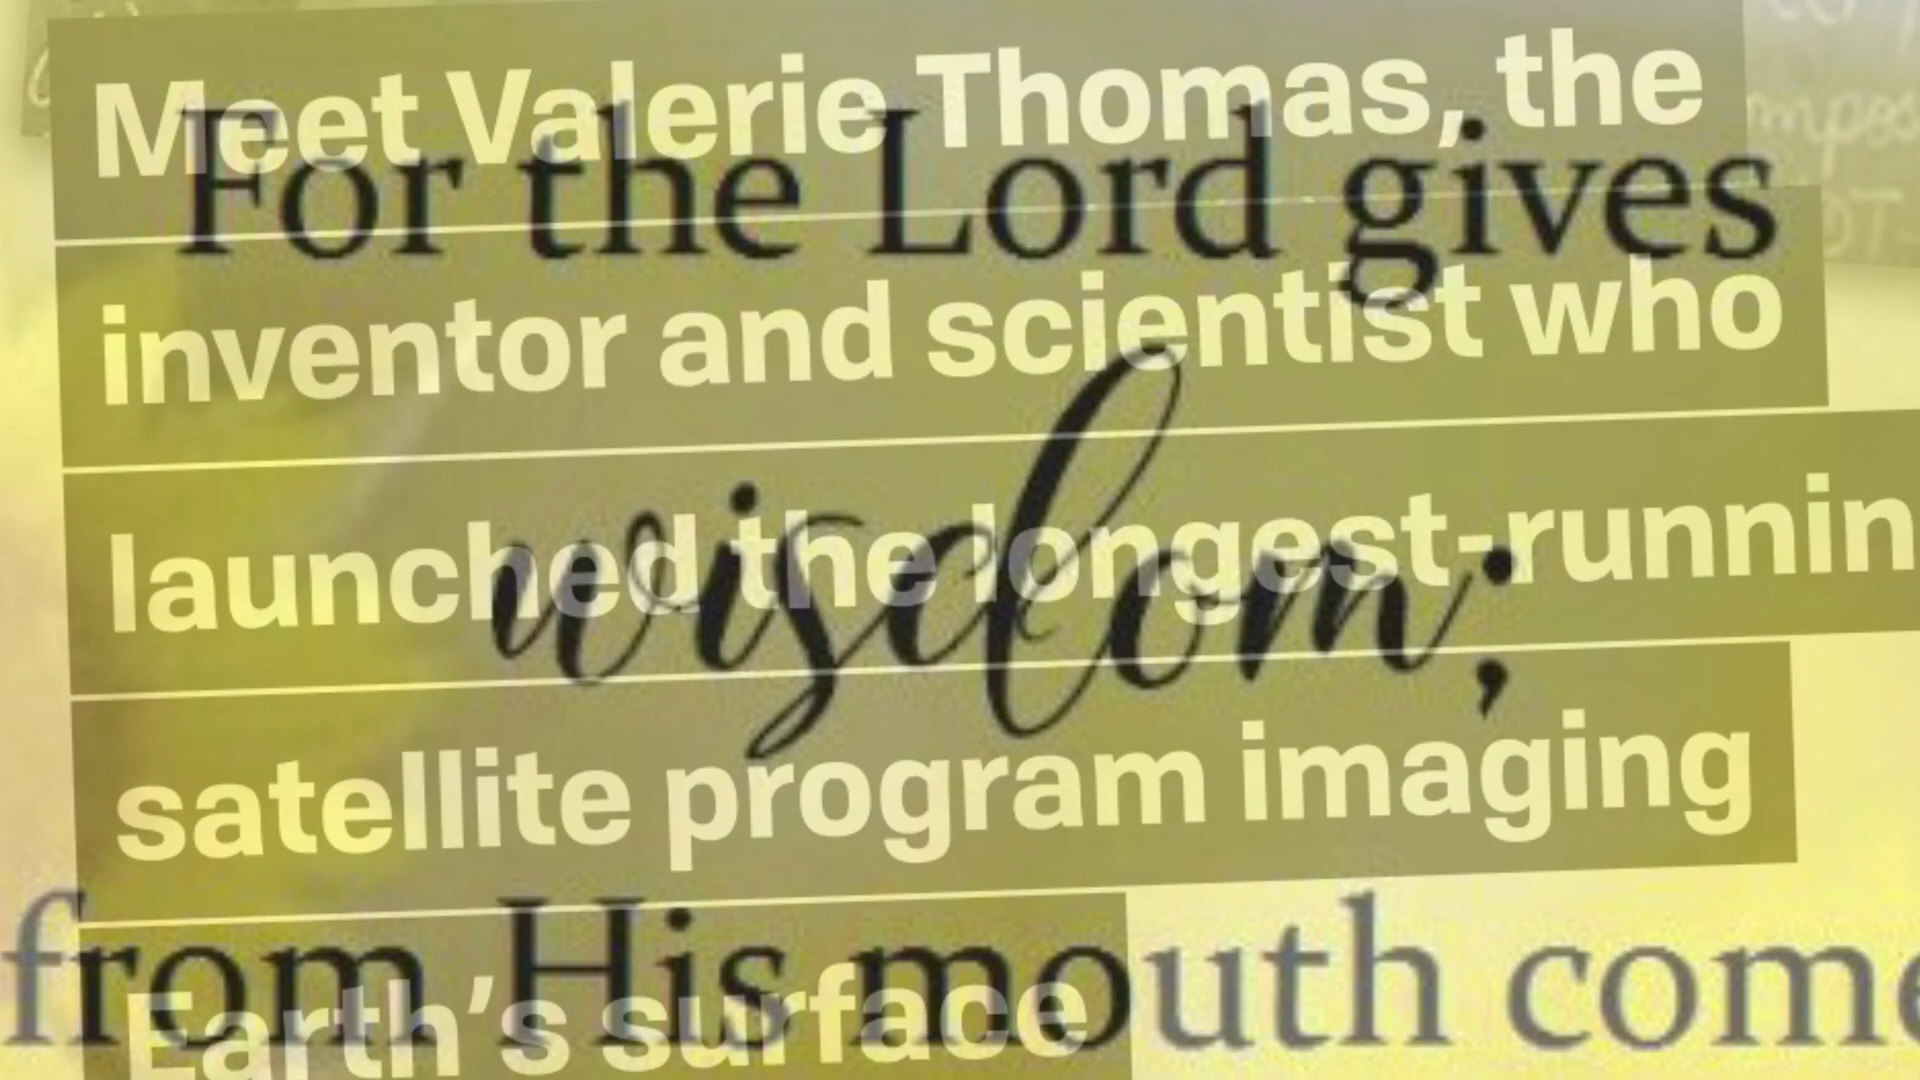 Meet Valerie Thomas, the
inventor and scientist who
launched the longest-runnin
satellite program imaging
Earth's surface
For the Lord gives
wisdom;
from His mouth come